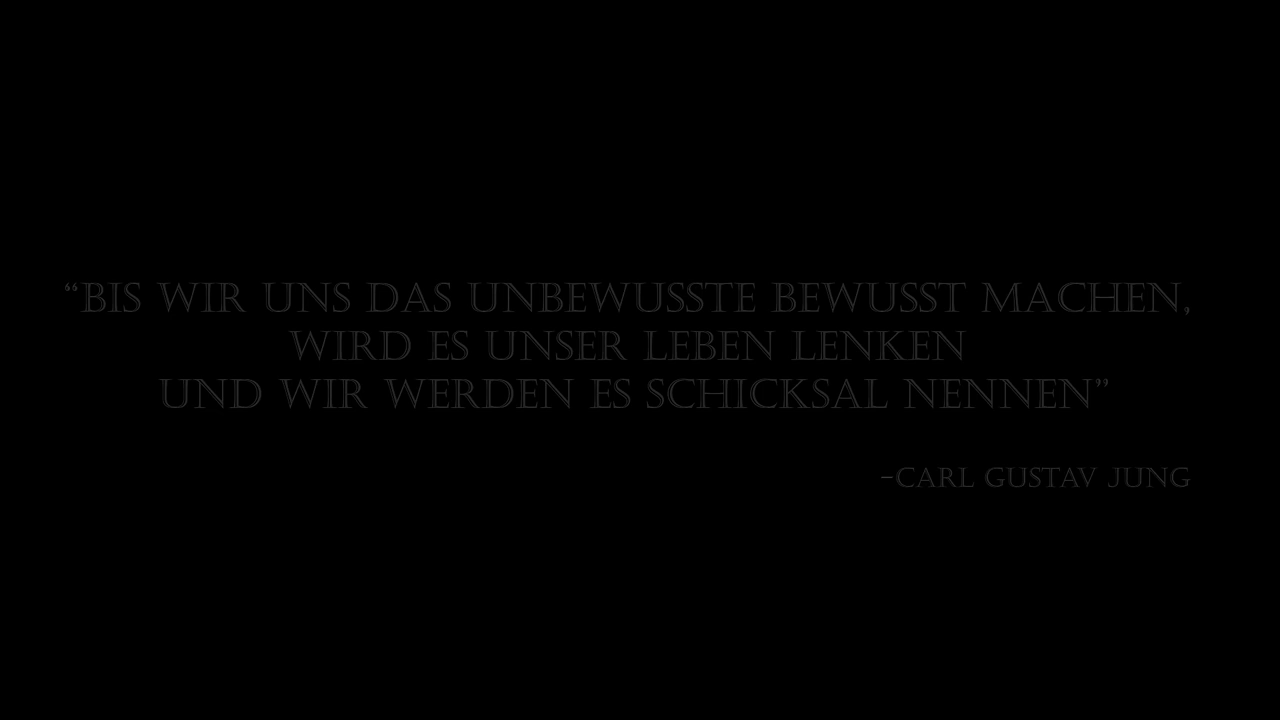 “BIS WIR UNS DAS UNBEWUSSTE BEWUSST MACHEN,
WIRD ES UNSER LEBEN LENKEN
UND WIR WERDEN ES SCHICKSAL NENNEN”
-CARL GUSTAV JUNG